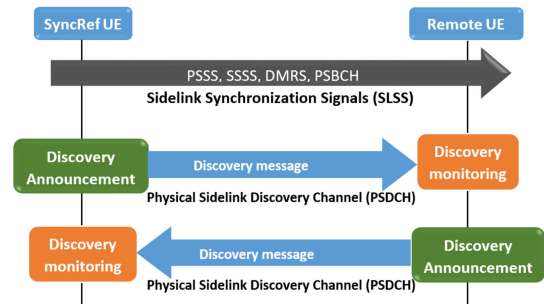 SyncRef UE
Remote UE
PSSS, SSSS, DMRS, PSBCH
Sidelink Synchronization Signals (SLSS)
Discovery
Announcement
Discovery message
Discovery
monitoring
Physical Sidelink Discovery Channel (PSDCH)
Discovery
monitoring
Discovery message
Discovery
Announcement
Physical Sidelink Discovery Channel (PSDCH)